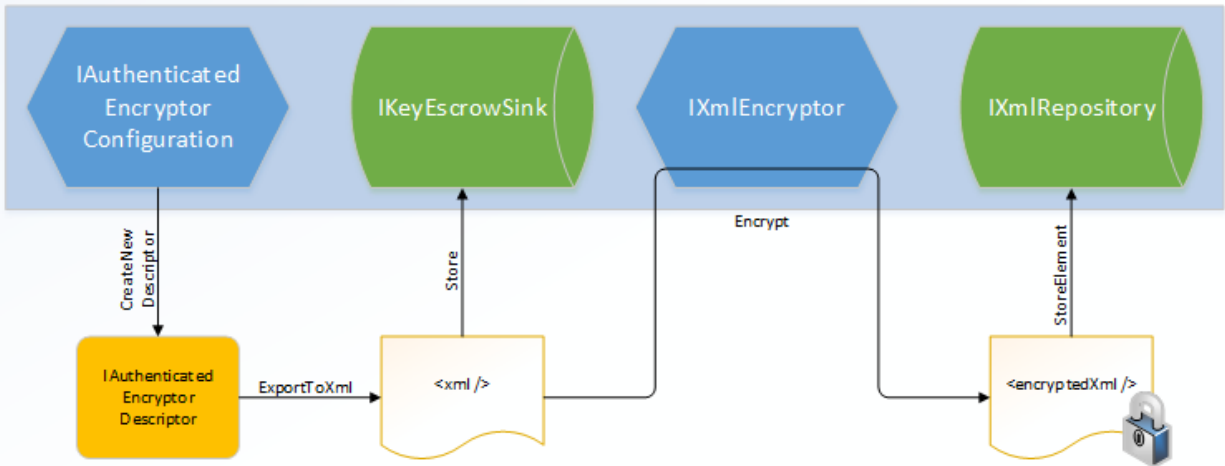 IAuthenticated
Encryptor
Configuration
IKeyEscrowSink
IXmlEncryptor
IXmlRepository
CreateNew
Descriptor
Store
Encrypt
StoreElement
IAuthenticated
Encryptor
Descriptor
ExportToXml
<xml />
<encryptedXml />